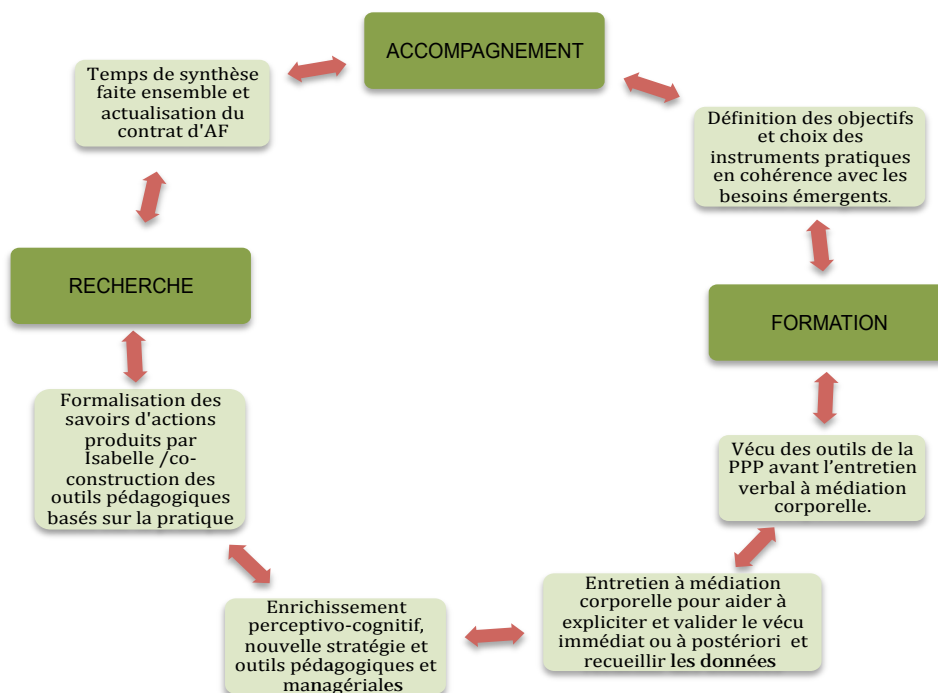 ACCOMPAGNEMENT
Définition des objectifs
et choix des
instruments pratiques
en cohérence avec les
besoins émergents.
FORMATION
Vécu des outils de la
PPP avant l’entretien
verbal à médiation
corporelle.
Entretien à médiation
corporelle pour aider à
expliciter et valider le vécu
immédiat ou à postériori et
recueillir les données
Enrichissement
perceptivo-cognitif,
nouvelle stratégie et
outils pédagogiques et
managériales
Formalisation des
savoirs d'actions
produits par
Isabelle /co-
construction des
outils pédagogiques
basés sur la pratique
RECHERCHE
Temps de synthèse
faite ensemble et
actualisation du
contrat d'AF